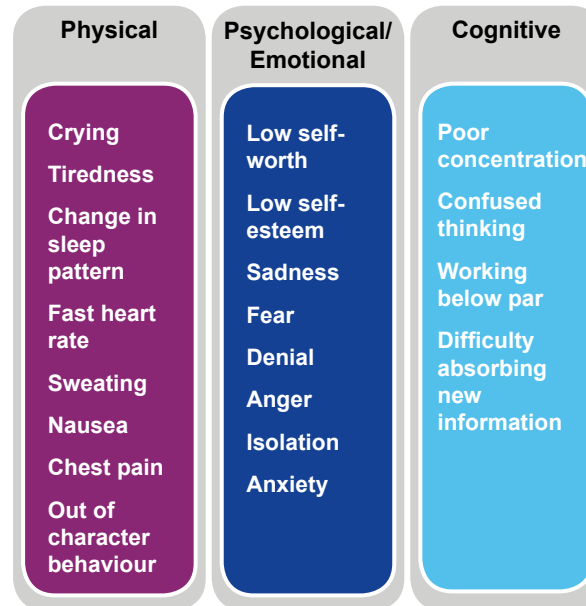 Physical
Crying
Tiredness
Change in
sleep
pattern
Fast heart
rate
Sweating
Nausea
Chest pain
Out of
character
behaviour
Psychological/
Emotional
Low self-
worth
Low self-
esteem
Sadness
Fear
Denial
Anger
Isolation
Anxiety
Cognitive
Poor
concentration
Confused
thinking
Working
below par
Difficulty
absorbing
new
information